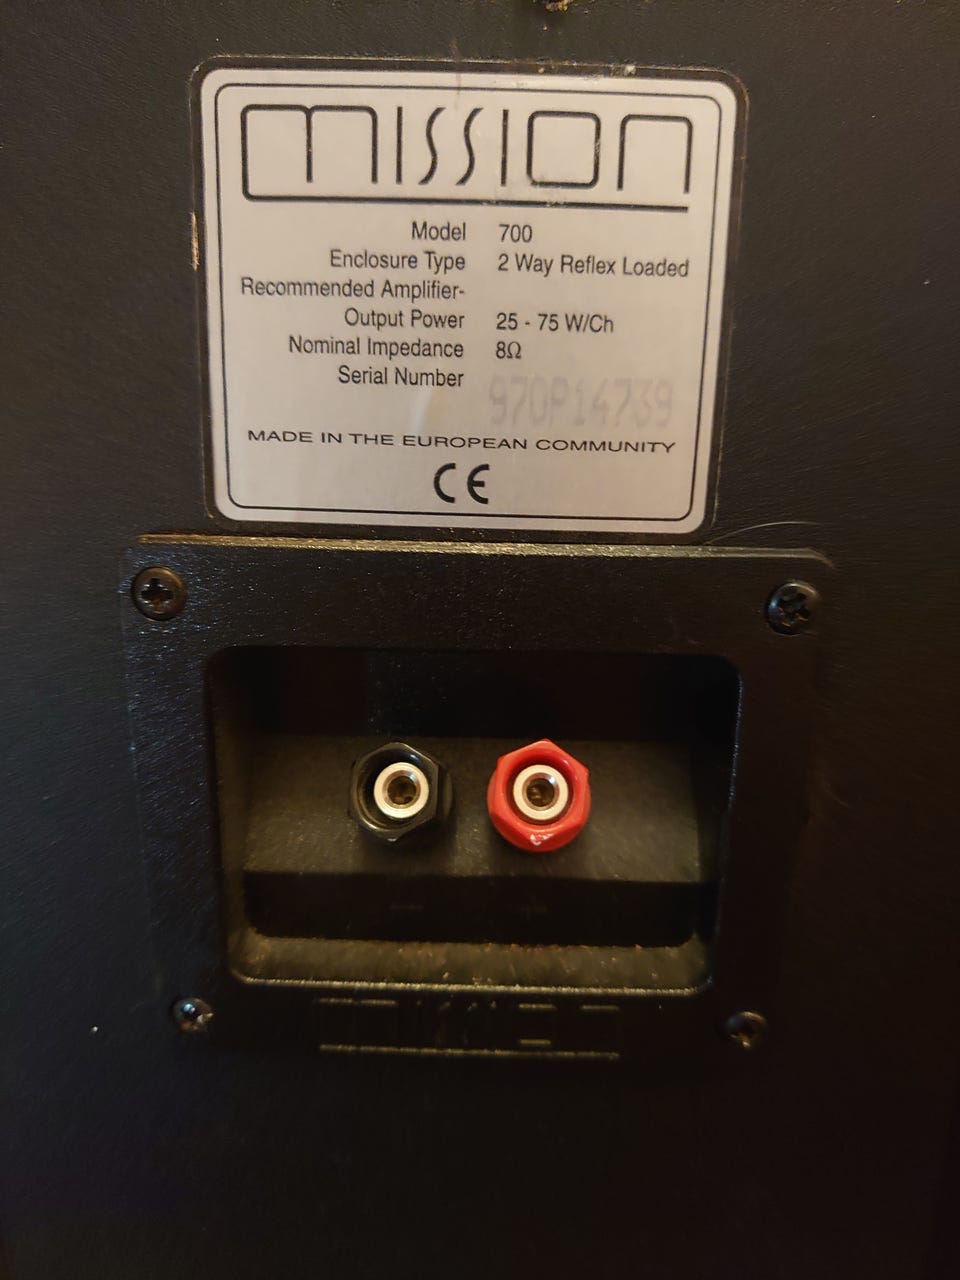 mission
Model 700
Enclosure Type 2 Way Reflex Loaded
Recommended Amplifier-
Output Power 25 - 75 W/Ch
Nominal Impedance 8Ω
Serial Number 970P14739
MADE IN THE EUROPEAN COMMUNITY
CE
- +
mission